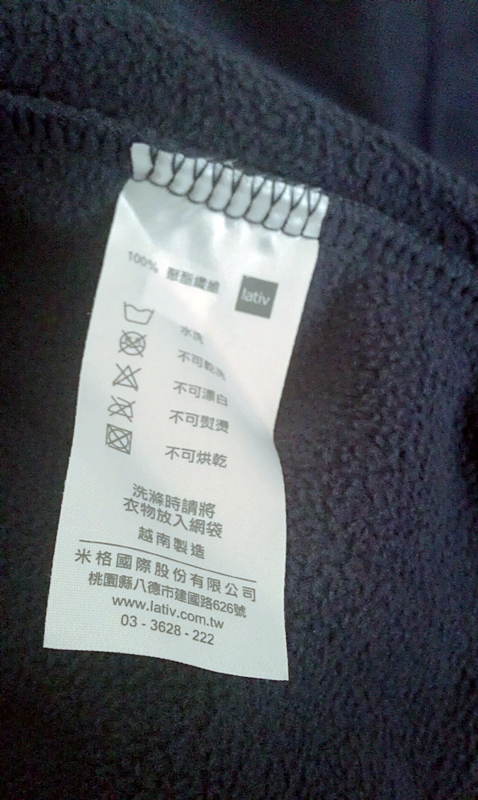 100% 聚酯纖維 lativ
水洗
不可乾洗
不可漂白
不可熨燙
不可烘乾
洗滌時請將
衣物放入網袋
越南製造
米格國際股份有限公司
桃園縣八德市建國路626號
www.lativ.com.tw
03 - 3628 - 222